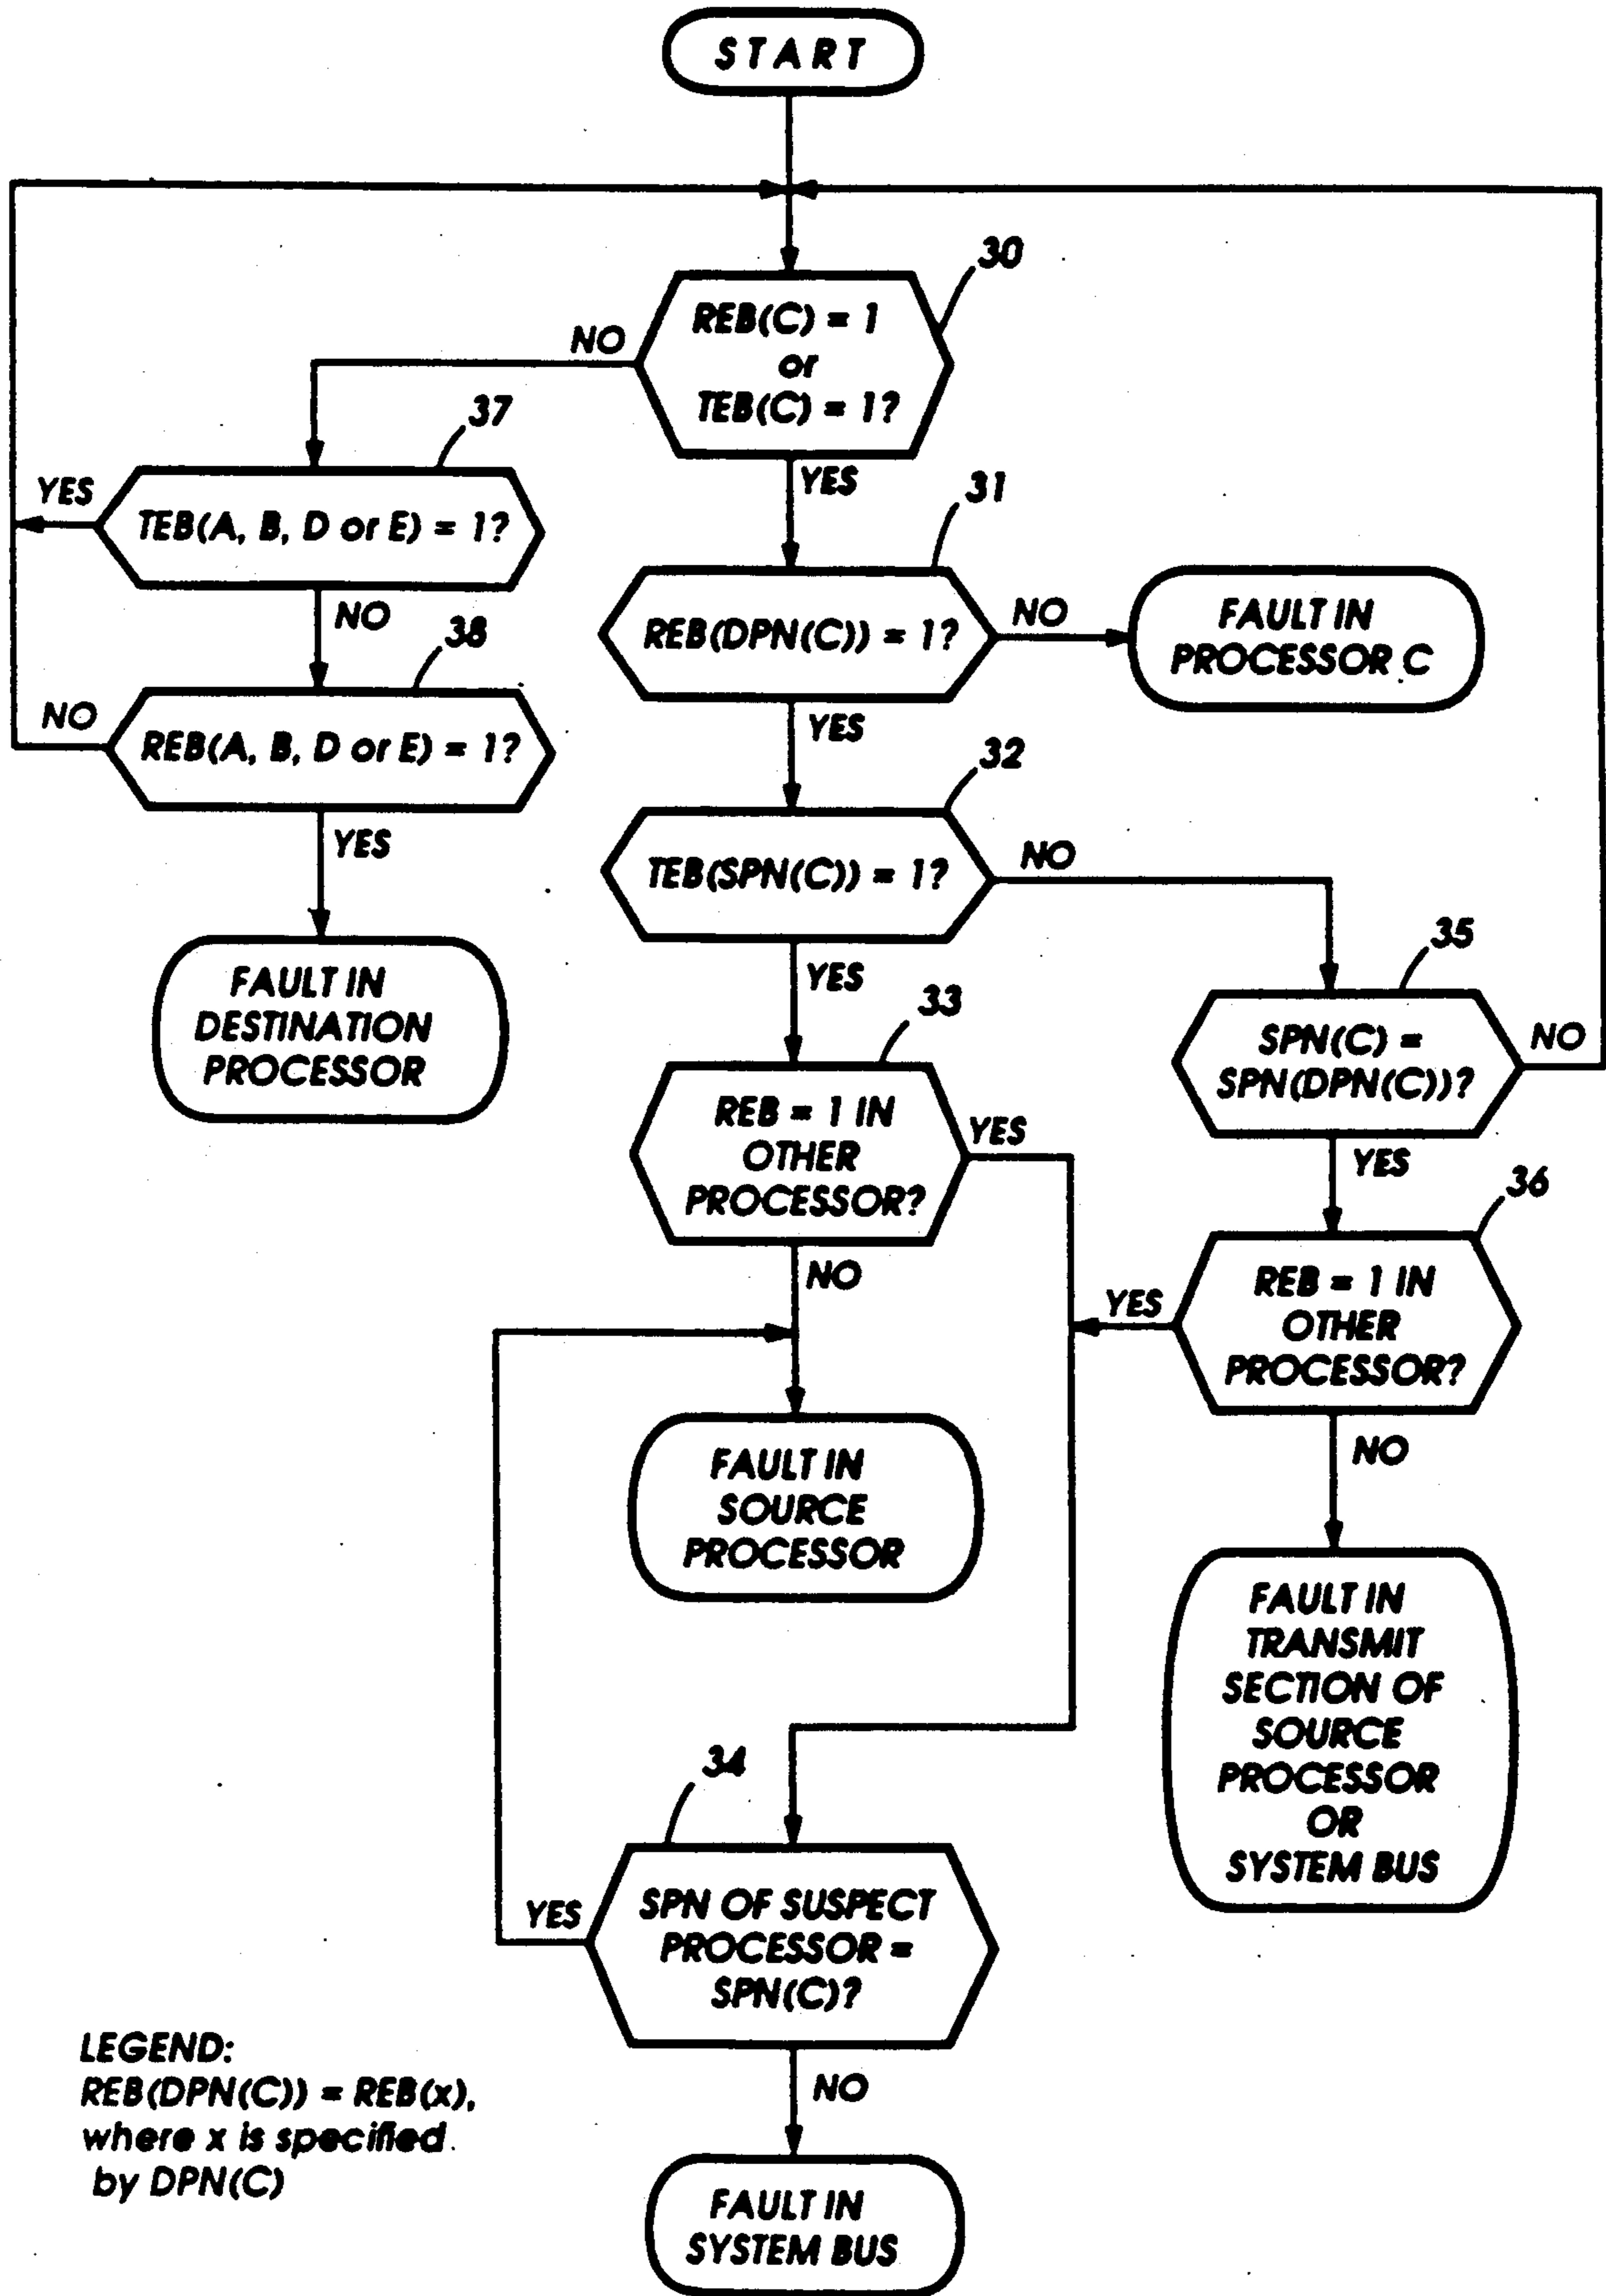 START
30
REB(C) = 1
or
TEB(C) = 1?
NO
YES
37
TEB(A, B, D or E) = 1?
YES
NO
31
REB(DPN(C)) = 1?
NO
YES
FAULT IN
PROCESSOR C
38
REB(A, B, D or E) = 1?
NO
YES
32
TEB(SPN(C)) = 1?
NO
YES
FAULT IN
DESTINATION
PROCESSOR
35
SPN(C) =
SPN(DPN(C))?
NO
YES
33
REB = 1 IN
OTHER
PROCESSOR?
YES
NO
36
REB = 1 IN
OTHER
PROCESSOR?
YES
NO
FAULT IN
SOURCE
PROCESSOR
FAULT IN
TRANSMIT
SECTION OF
SOURCE
PROCESSOR
OR
SYSTEM BUS
34
SPN OF SUSPECT
PROCESSOR =
SPN(C)?
YES
NO
LEGEND:
REB(DPN(C)) = REB(x),
where x is specified
by DPN(C)
FAULT IN
SYSTEM BUS